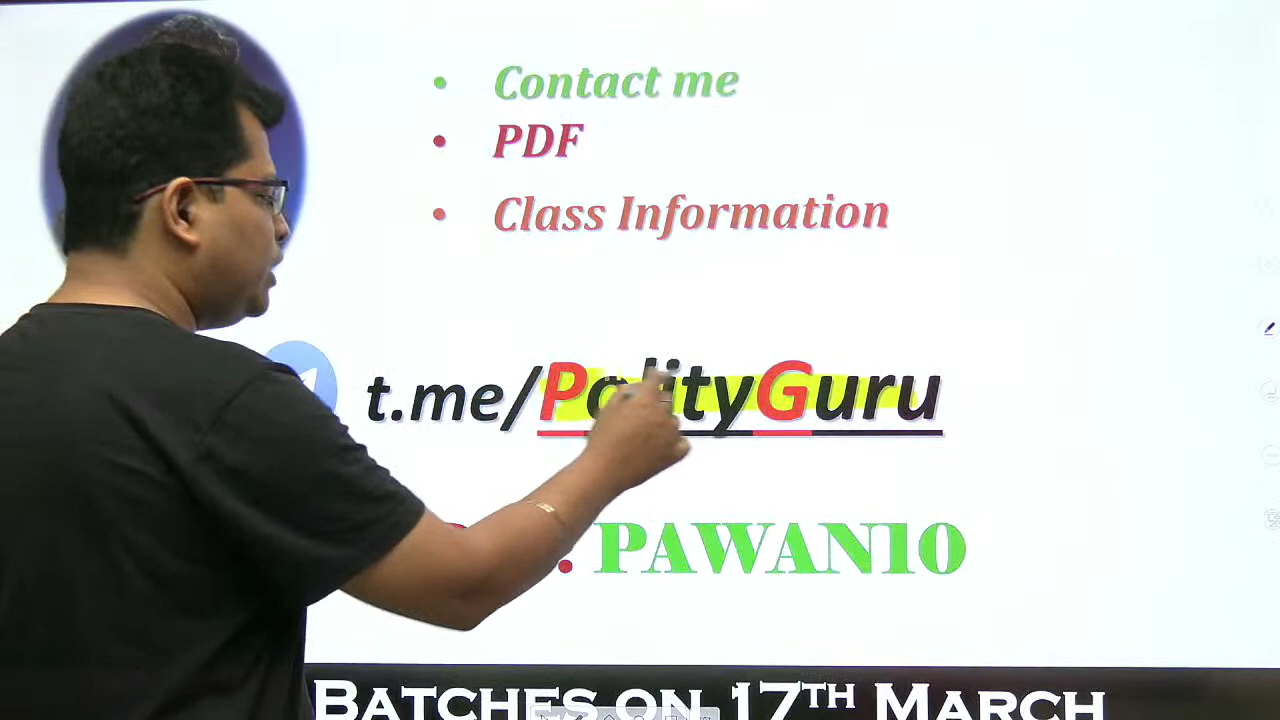 Contact me
PDF
Class Information
t.me/PolityGuru
PAWAN10
BATCHES ON 17TH MARCH